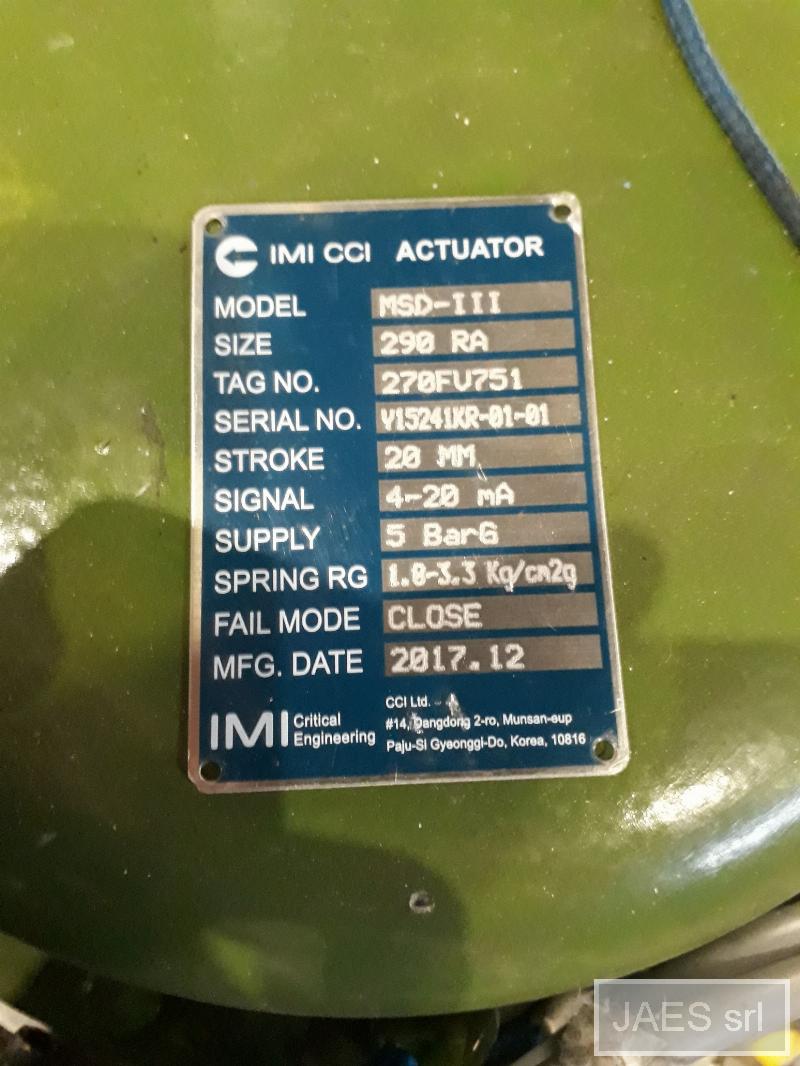 IMI CCI ACTUATOR
MODEL MSD-III
SIZE 290 RA
TAG NO. 270FV751
SERIAL NO. V15241KR-01-01
STROKE 20 MM
SIGNAL 4-20 mA
SUPPLY 5 BarG
SPRING RG 1.8-3.3 Kg/cm2g
FAIL MODE CLOSE
MFG. DATE 2017.12
IMI Critical Engineering
CCI Ltd.
#14, Dangdong 2-ro, Munsan-eup
Paju-Si Gyeonggi-Do, Korea, 10816
JAES srl